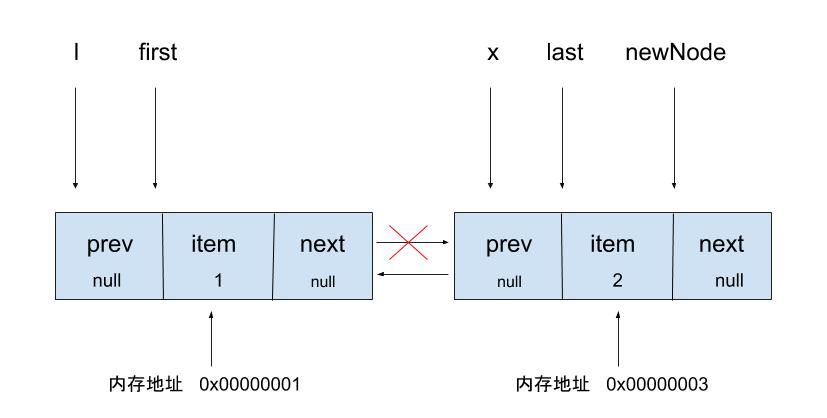 l first x last newNode
prev item next prev item next
null 1 null null 2 null
内存地址 0x00000001 内存地址 0x00000003